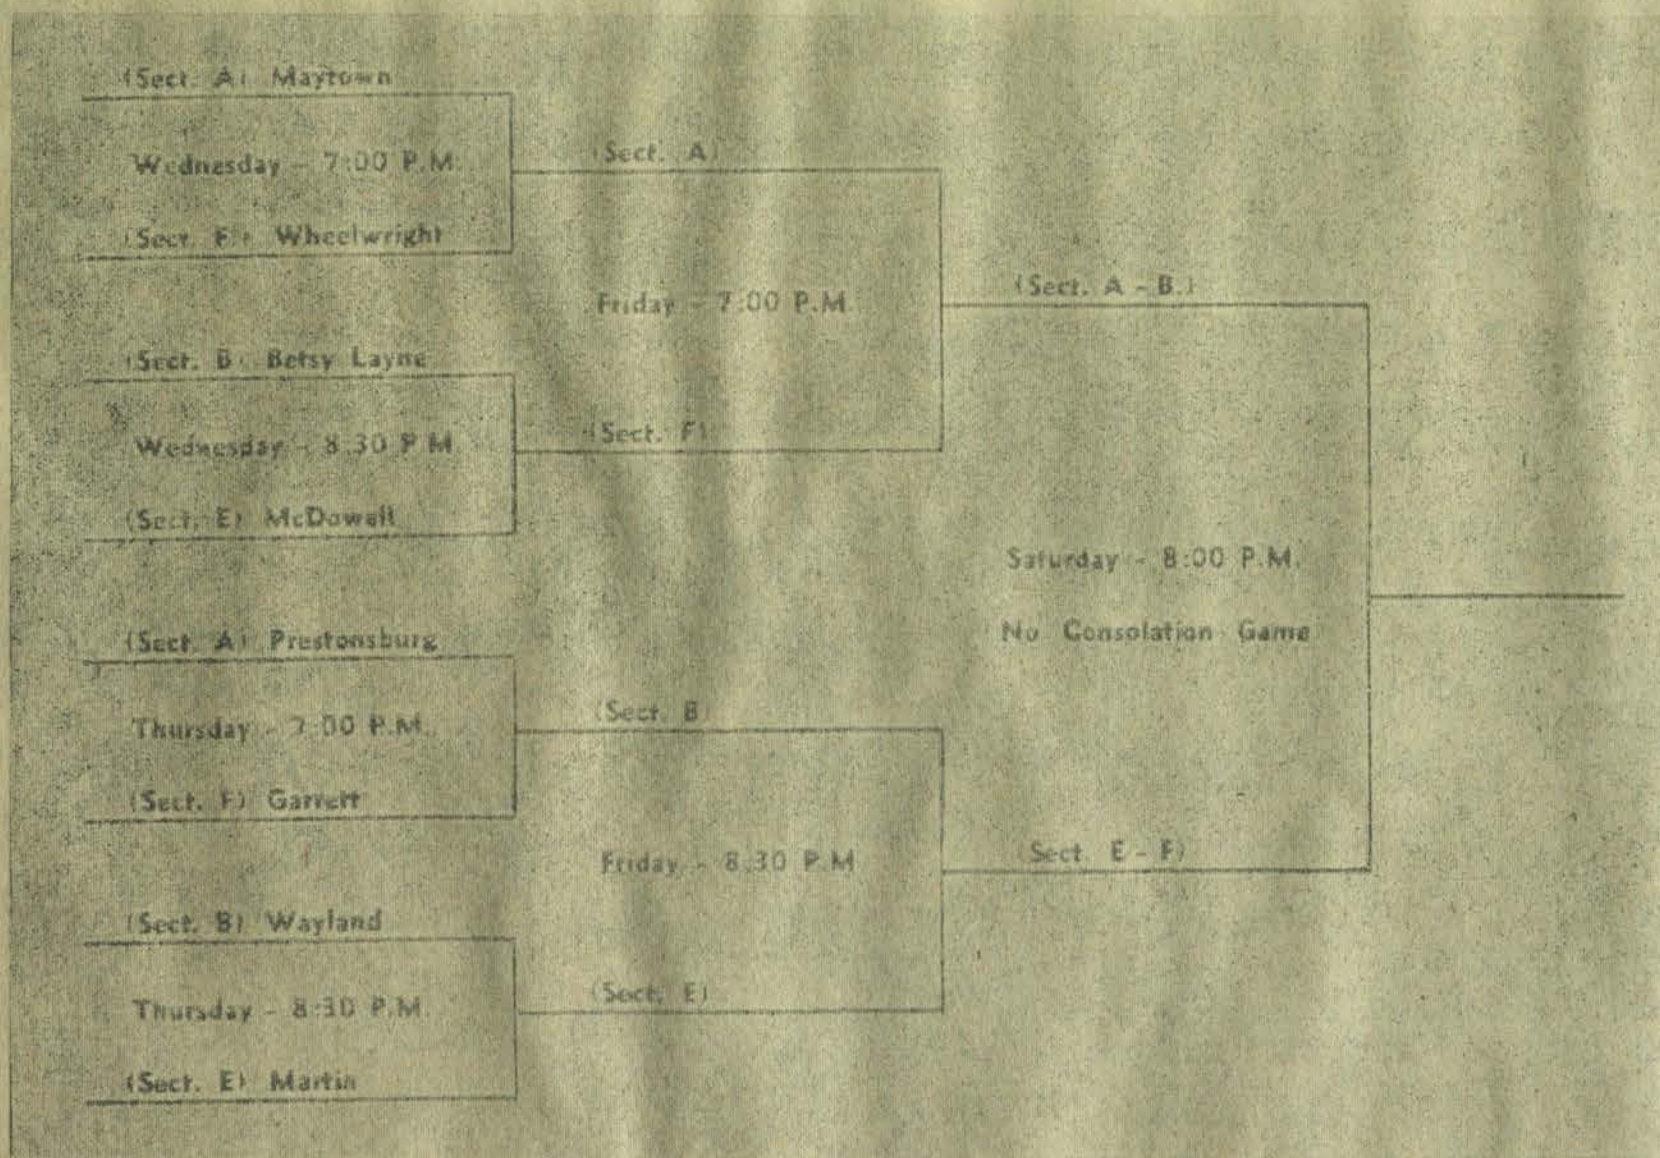 (Sect. A) Maytown
Wednesday - 7:00 P.M.
(Sect. F) Wheelwright
(Sect. B) Betsy Layne
Wednesday - 8:30 P.M.
(Sect. E) McDowell
(Sect. A) Prestonsburg
Thursday - 7:00 P.M.
(Sect. F) Garrett
(Sect. B) Wayland
Thursday - 8:30 P.M.
(Sect. E) Martin
(Sect. A)
Friday - 7:00 P.M.
(Sect. F)
(Sect. B)
Friday - 8:30 P.M
(Sect. E)
(Sect. A - B.)
Saturday - 8:00 P.M.
No Consolation Game
(Sect. E - F)